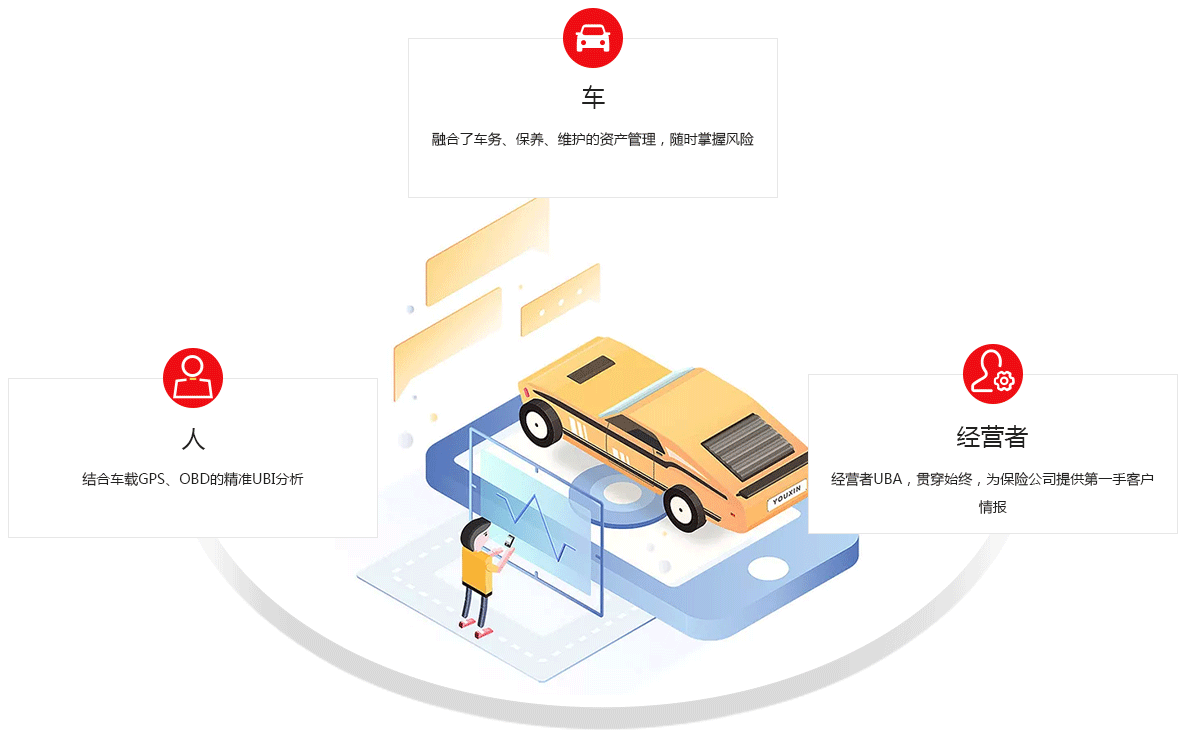 车
融合了车务、保养、维护的资产管理，随时掌握风险
人
结合车载GPS、OBD的精准UBI分析
经营者
经营者UBA，贯穿始终，为保险公司提供第一手客户
情报
YOUXIN